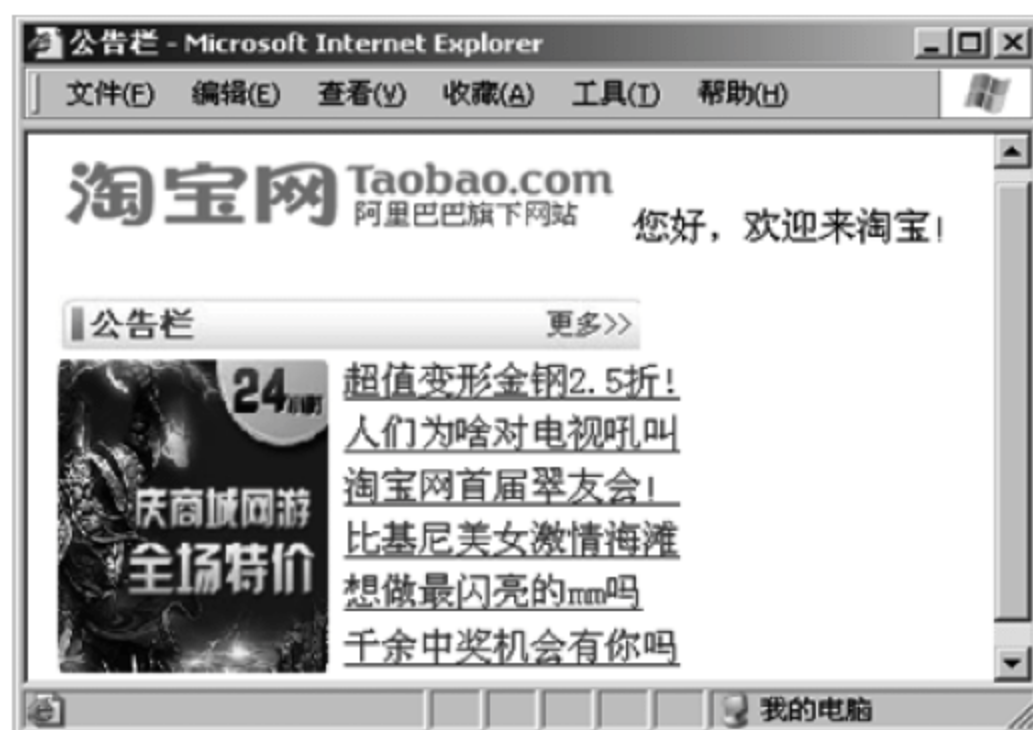 公告栏 - Microsoft Internet Explorer
文件(F) 编辑(E) 查看(V) 收藏(A) 工具(T) 帮助(H)
淘宝网 Taobao.com
阿里巴巴旗下网站
您好，欢迎来淘宝！
公告栏 更多>>
24小时
庆商城网游
全场特价
超值变形金钢2.5折！
人们为啥对电视吼叫
淘宝网首届翠友会！
比基尼美女激情海滩
想做最闪亮的mm吗
千余中奖机会有你吗
我的电脑